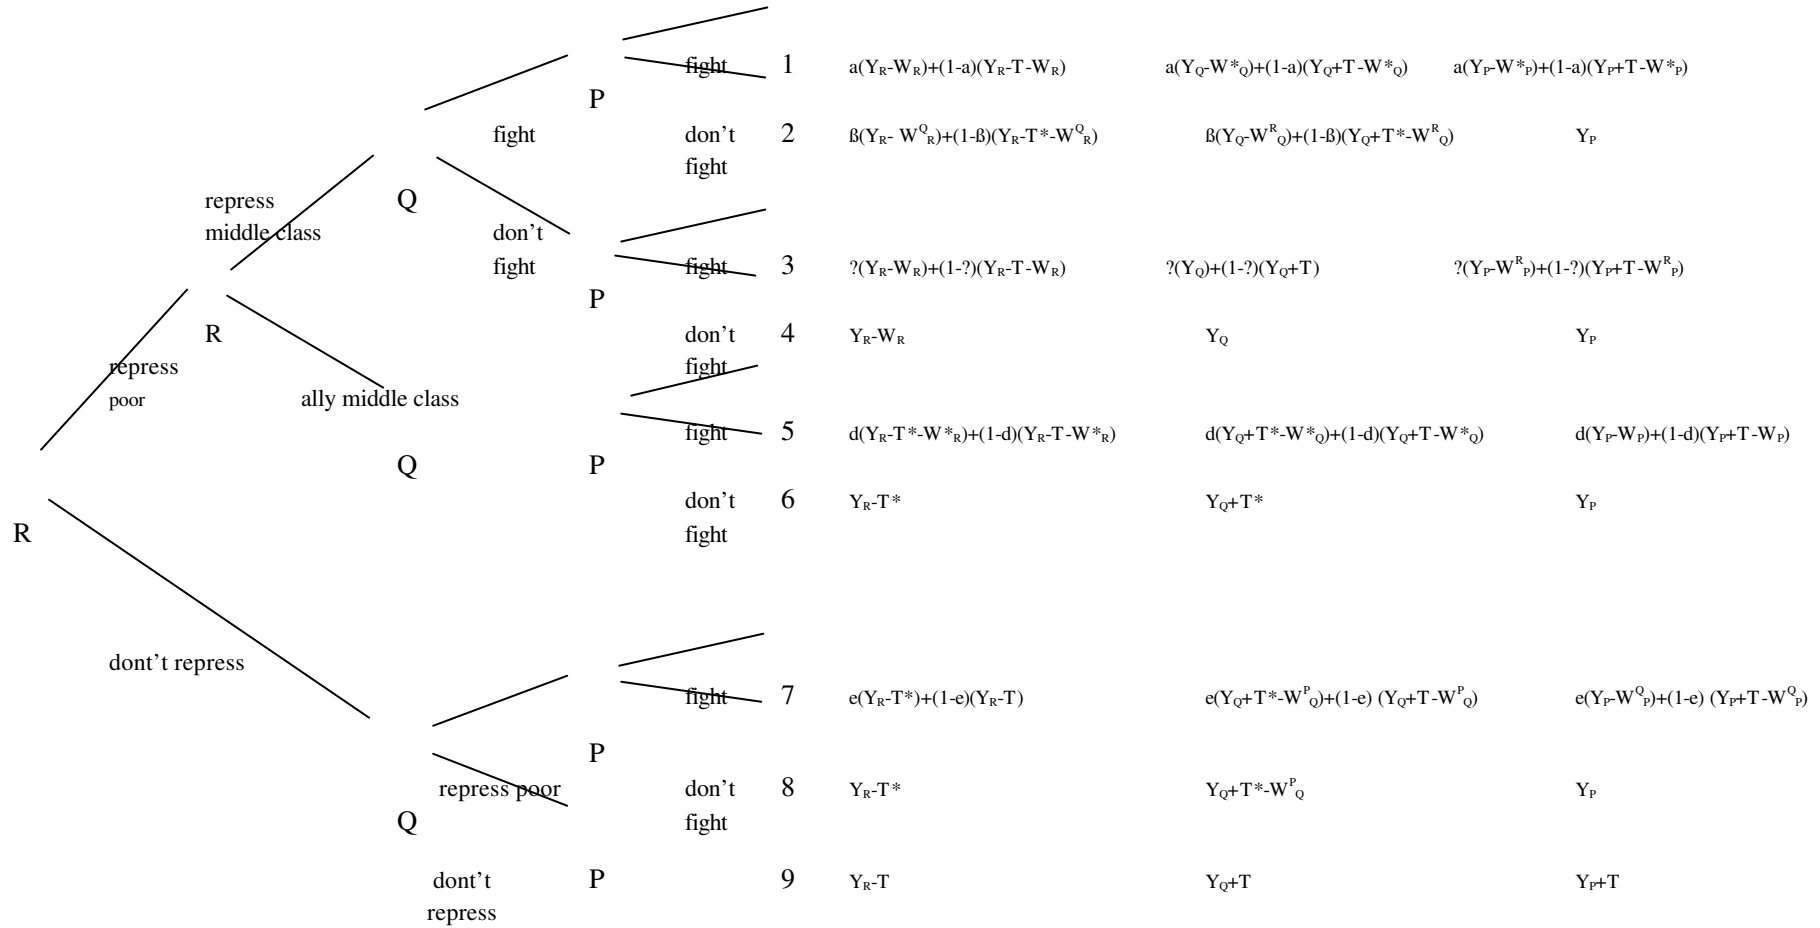 fight 1 a(Y_R-W_R)+(1-a)(Y_R-T-W_R) a(Y_Q-W*_Q)+(1-a)(Y_Q+T-W*_Q) a(Y_P-W*_P)+(1-a)(Y_P+T-W*_P)
P
fight don't 2 ß(Y_R- W^Q_R)+(1-ß)(Y_R-T*-W^Q_R) ß(Y_Q-W^R_Q)+(1-ß)(Y_Q+T*-W^R_Q) Y_P
fight
repress Q
middle class don't
fight fight 3 ?(Y_R-W_R)+(1-?)(Y_R-T-W_R) ?(Y_Q)+(1-?)(Y_Q+T) ?(Y_P-W^R_P)+(1-?)(Y_P+T-W^R_P)
P
R don't 4 Y_R-W_R Y_Q Y_P
repress fight
poor ally middle class
fight 5 d(Y_R-T*-W*_R)+(1-d)(Y_R-T-W*_R) d(Y_Q+T*-W*_Q)+(1-d)(Y_Q+T-W*_Q) d(Y_P-W_P)+(1-d)(Y_P+T-W_P)
Q P
don't 6 Y_R-T* Y_Q+T* Y_P
R fight
dont't repress
fight 7 e(Y_R-T*)+(1-e)(Y_R-T) e(Y_Q+T*-W^P_Q)+(1-e) (Y_Q+T-W^P_Q) e(Y_P-W^Q_P)+(1-e) (Y_P+T-W^Q_P)
P
repress poor don't 8 Y_R-T* Y_Q+T*-W^P_Q Y_P
Q fight
dont't P 9 Y_R-T Y_Q+T Y_P+T
repress